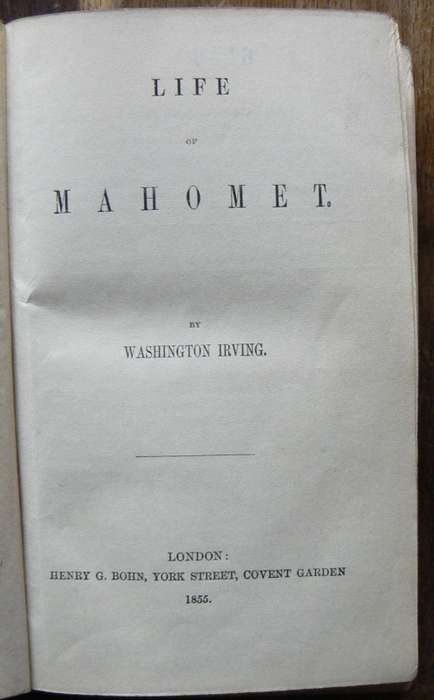 LIFE
OF
MAHOMET.
BY
WASHINGTON IRVING.
LONDON:
HENRY G. BOHN, YORK STREET, COVENT GARDEN
1855.